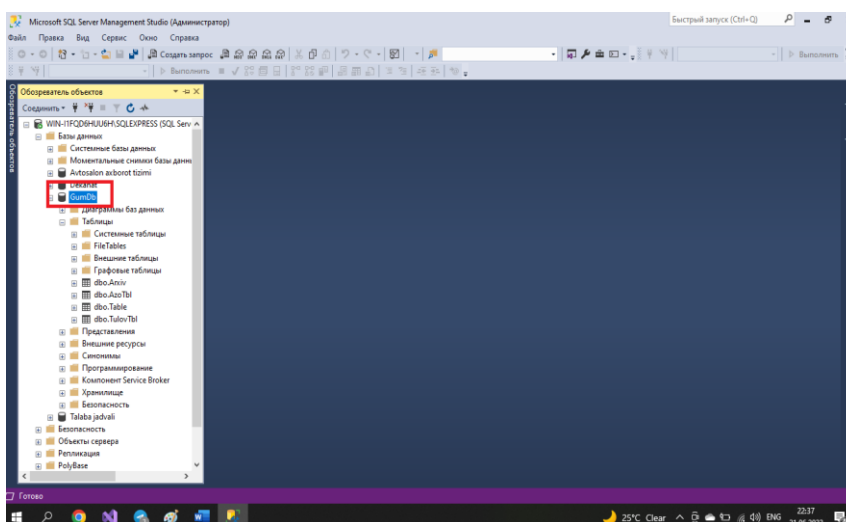 Microsoft SQL Server Management Studio (Администратор)
Быстрый запуск (Ctrl+Q)
Файл Правка Вид Сервис Окно Справка
Создать запрос
Выполнить
Выполнить
Обозреватель объектов
Обозреватель объектов
Соединить
WIN-I1FQD6HUU6H\SQLEXPRESS (SQL Serv
Базы данных
Системные базы данных
Моментальные снимки базы данн
Avtosalon axborot tizimi
Dekanat
GumDb
Диаграммы баз данных
Таблицы
Системные таблицы
FileTables
Внешние таблицы
Графовые таблицы
dbo.Arxiv
dbo.AzoTbl
dbo.Table
dbo.TulovTbl
Представления
Внешние ресурсы
Синонимы
Программирование
Компонент Service Broker
Хранилище
Безопасность
Talaba jadvali
Безопасность
Объекты сервера
Репликация
PolyBase
Готово
25°C Clear
ENG
22:37
21.06.2022